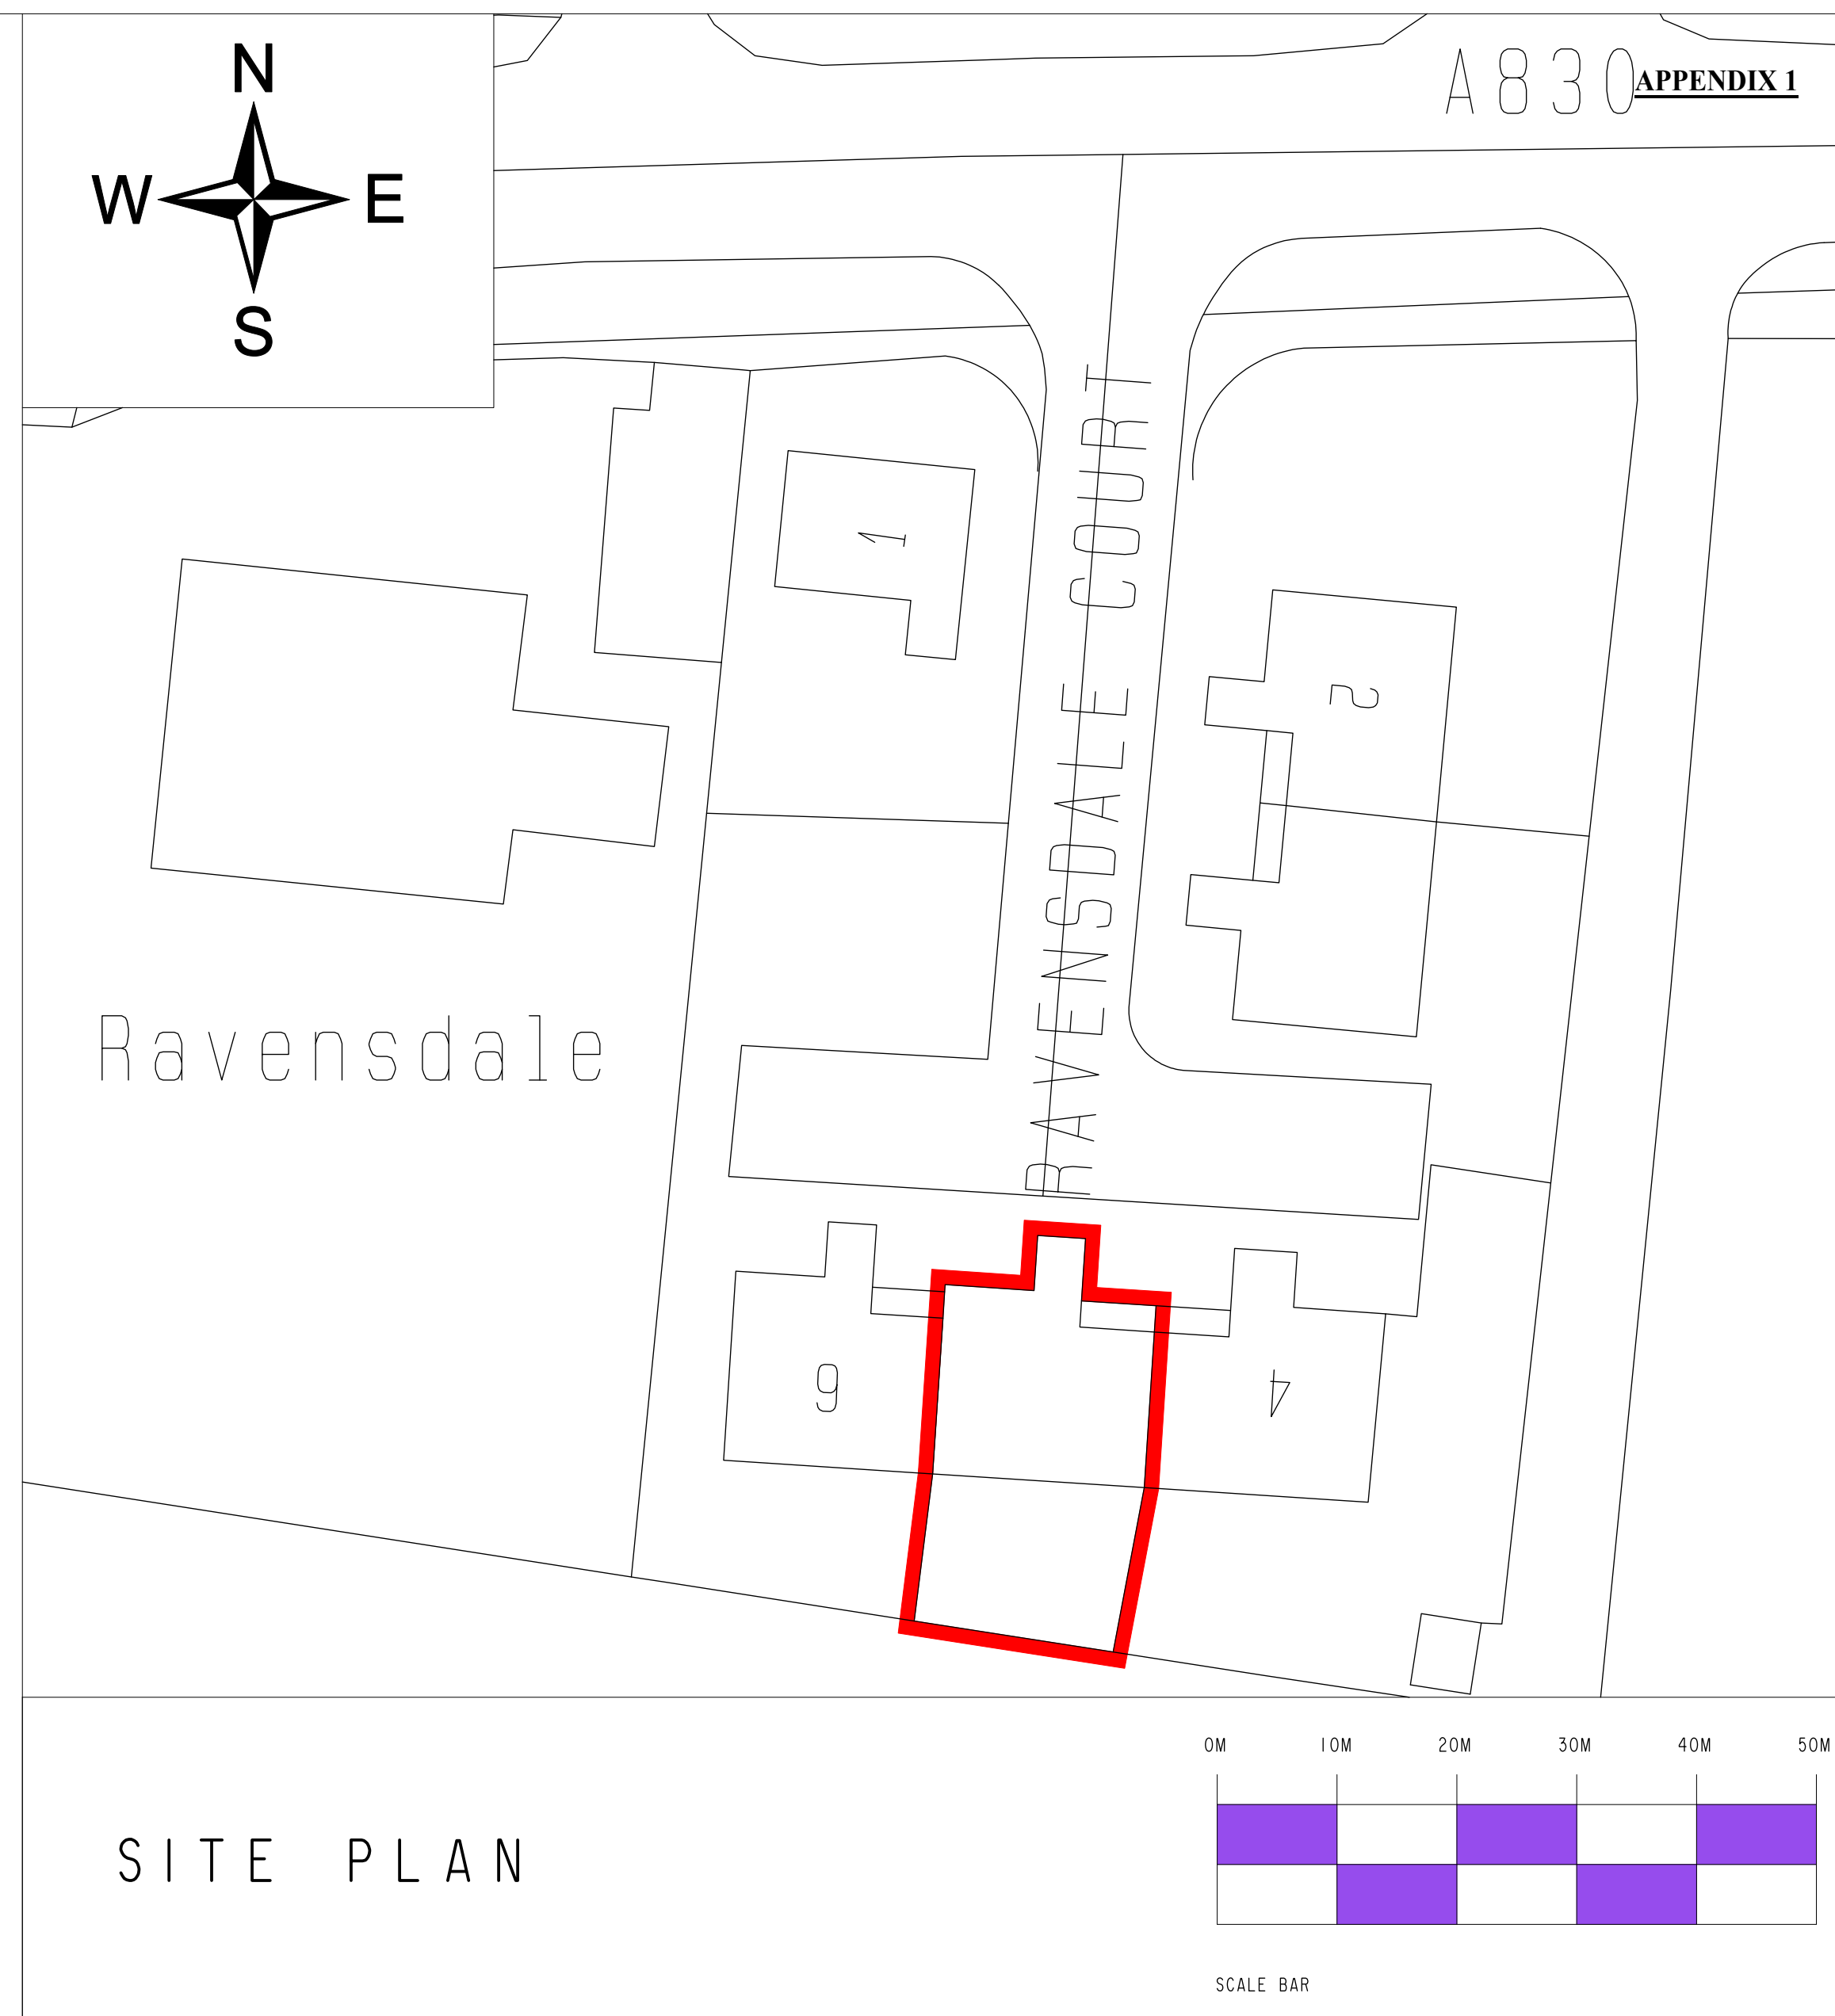 N
W E
S
A830
APPENDIX 1
RAVENSDALE COURT
1
2
Ravensdale
6
4
0M 10M 20M 30M 40M 50M
SITE PLAN
SCALE BAR